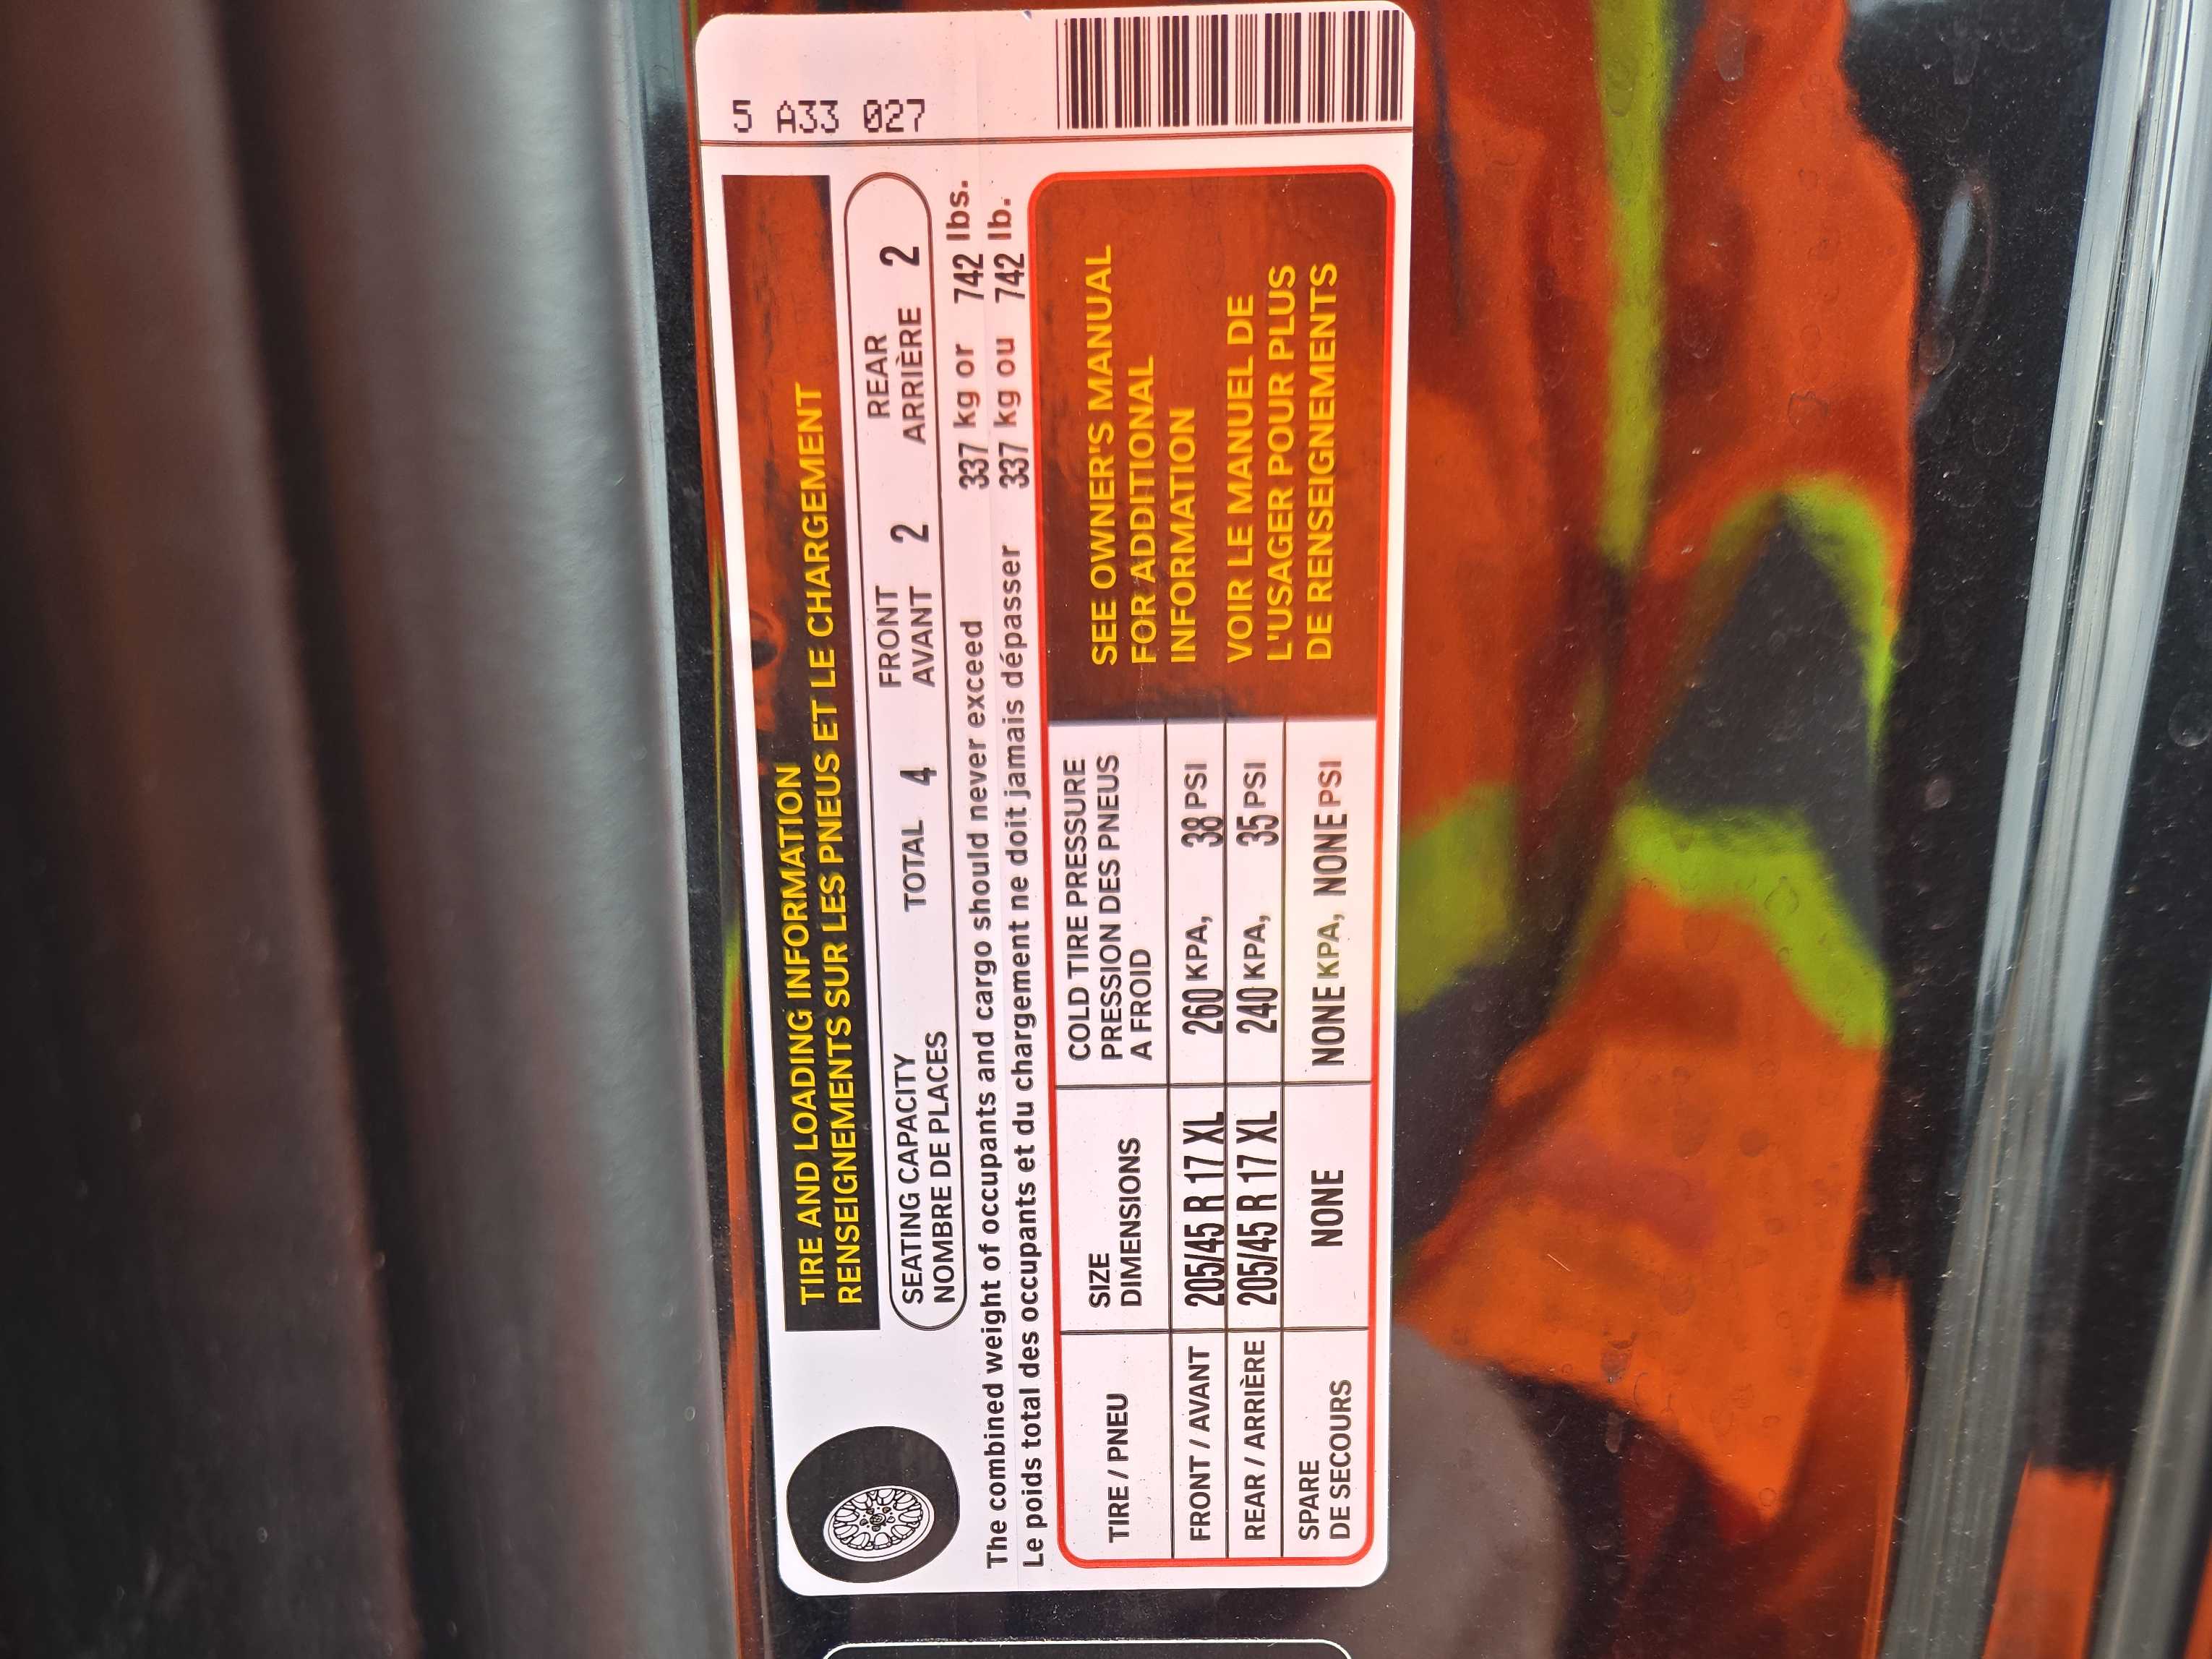 TIRE AND LOADING INFORMATION
RENSEIGNEMENTS SUR LES PNEUS ET LE CHARGEMENT
5 A33 027
SEATING CAPACITY
NOMBRE DE PLACES
TOTAL 4
FRONT
AVANT 2
REAR
ARRIÈRE 2
The combined weight of occupants and cargo should never exceed 337 kg or 742 lbs.
Le poids total des occupants et du chargement ne doit jamais dépasser 337 kg ou 742 lb.
TIRE / PNEU
SIZE
DIMENSIONS
COLD TIRE PRESSURE
PRESSION DES PNEUS
A FROID
FRONT / AVANT 205/45 R 17 XL 260 KPA, 38 PSI
REAR / ARRIÈRE 205/45 R 17 XL 240 KPA, 35 PSI
SPARE
DE SECOURS NONE NONE KPA, NONE PSI
SEE OWNER'S MANUAL
FOR ADDITIONAL
INFORMATION
VOIR LE MANUEL DE
L'USAGER POUR PLUS
DE RENSEIGNEMENTS